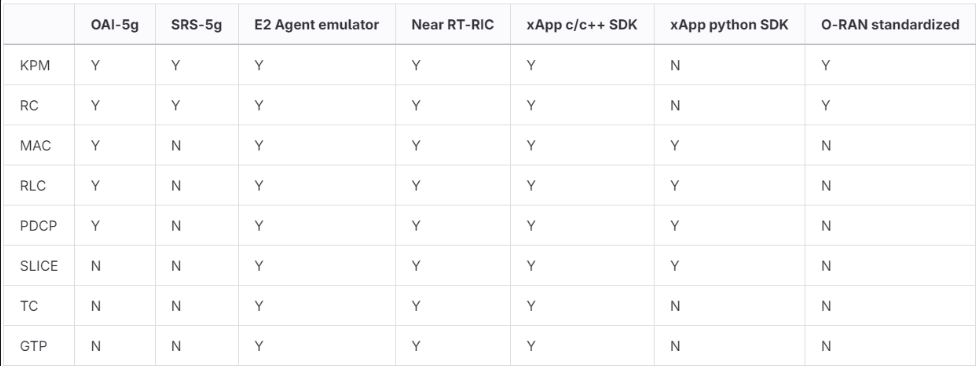 OAI-5g SRS-5g E2 Agent emulator Near RT-RIC xApp c/c++ SDK xApp python SDK O-RAN standardized
KPM Y Y Y Y Y N Y
RC Y Y Y Y Y N Y
MAC Y N Y Y Y Y N
RLC Y N Y Y Y Y N
PDCP Y N Y Y Y Y N
SLICE N N Y Y Y Y N
TC N N Y Y Y N N
GTP N N Y Y Y N N